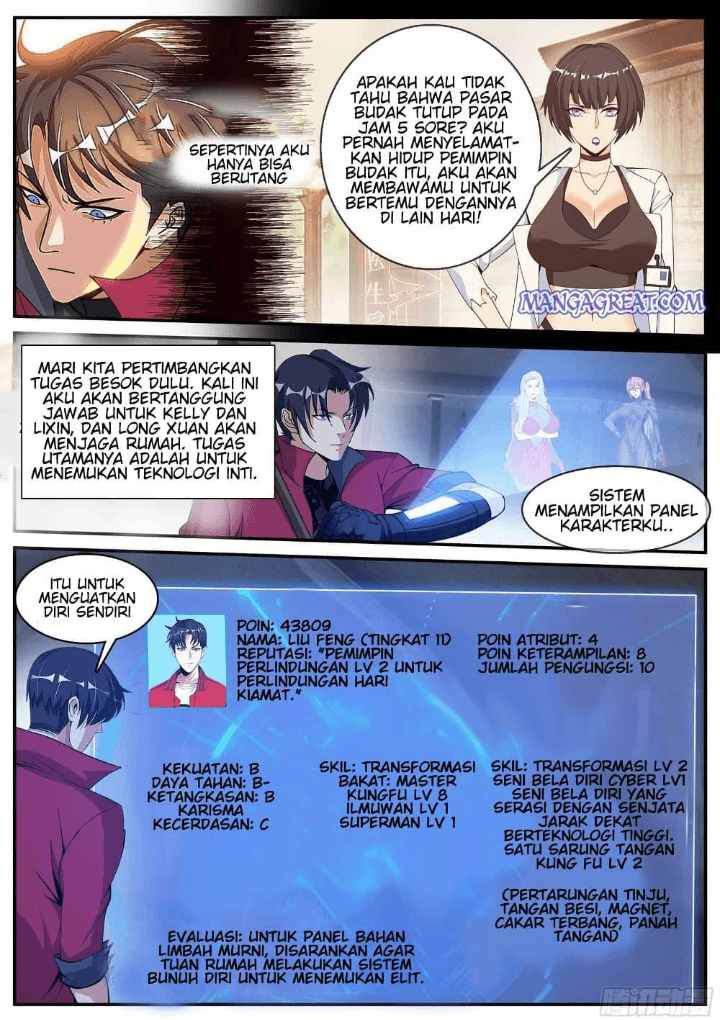 SEPERTINYA AKU
HANYA BISA
BERUTANG
APAKAH KAU TIDAK
TAHU BAHWA PASAR
BUDAK TUTUP PADA
JAM 5 SORE? AKU
PERNAH MENYELAMAT-
KAN HIDUP PEMIMPIN
BUDAK ITU, AKU AKAN
MEMBAWAMU UNTUK
BERTEMU DENGANNYA
DI LAIN HARI!
MANGAGREAT.COM
MARI KITA PERTIMBANGKAN
TUGAS BESOK DULU. KALI INI
AKU AKAN BERTANGGUNG
JAWAB UNTUK KELLY DAN
LIXIN, DAN LONG XUAN AKAN
MENJAGA RUMAH. TUGAS
UTAMANYA ADALAH UNTUK
MENEMUKAN TEKNOLOGI INTI.
SISTEM
MENAMPILKAN PANEL
KARAKTERKU..
ITU UNTUK
MENGUATKAN
DIRI SENDIRI
POIN: 43809
NAMA: LIU FENG (TINGKAT 11)
REPUTASI: "PEMIMPIN
PERLINDUNGAN LV 2 UNTUK
PERLINDUNGAN HARI
KIAMAT."
POIN ATRIBUT: 4
POIN KETERAMPILAN: 8
JUMLAH PENGUNGSI: 10
KEKUATAN: B
DAYA TAHAN: B-
KETANGKASAN: B
KARISMA
KECERDASAN: C
SKIL: TRANSFORMASI
BAKAT: MASTER
KUNGFU LV 8
ILMUWAN LV 1
SUPERMAN LV 1
SKIL: TRANSFORMASI LV 2
SENI BELA DIRI CYBER LV1
SENI BELA DIRI YANG
SERASI DENGAN SENJATA
JARAK DEKAT
BERTEKNOLOGI TINGGI.
SATU SARUNG TANGAN
KUNG FU LV 2
(PERTARUNGAN TINJU,
TANGAN BESI, MAGNET,
CAKAR TERBANG, PANAH
TANGAN)
EVALUASI: UNTUK PANEL BAHAN
LIMBAH MURNI, DISARANKAN AGAR
TUAN RUMAH MELAKUKAN SISTEM
BUNUH DIRI UNTUK MENEMUKAN ELIT.
腾讯动漫